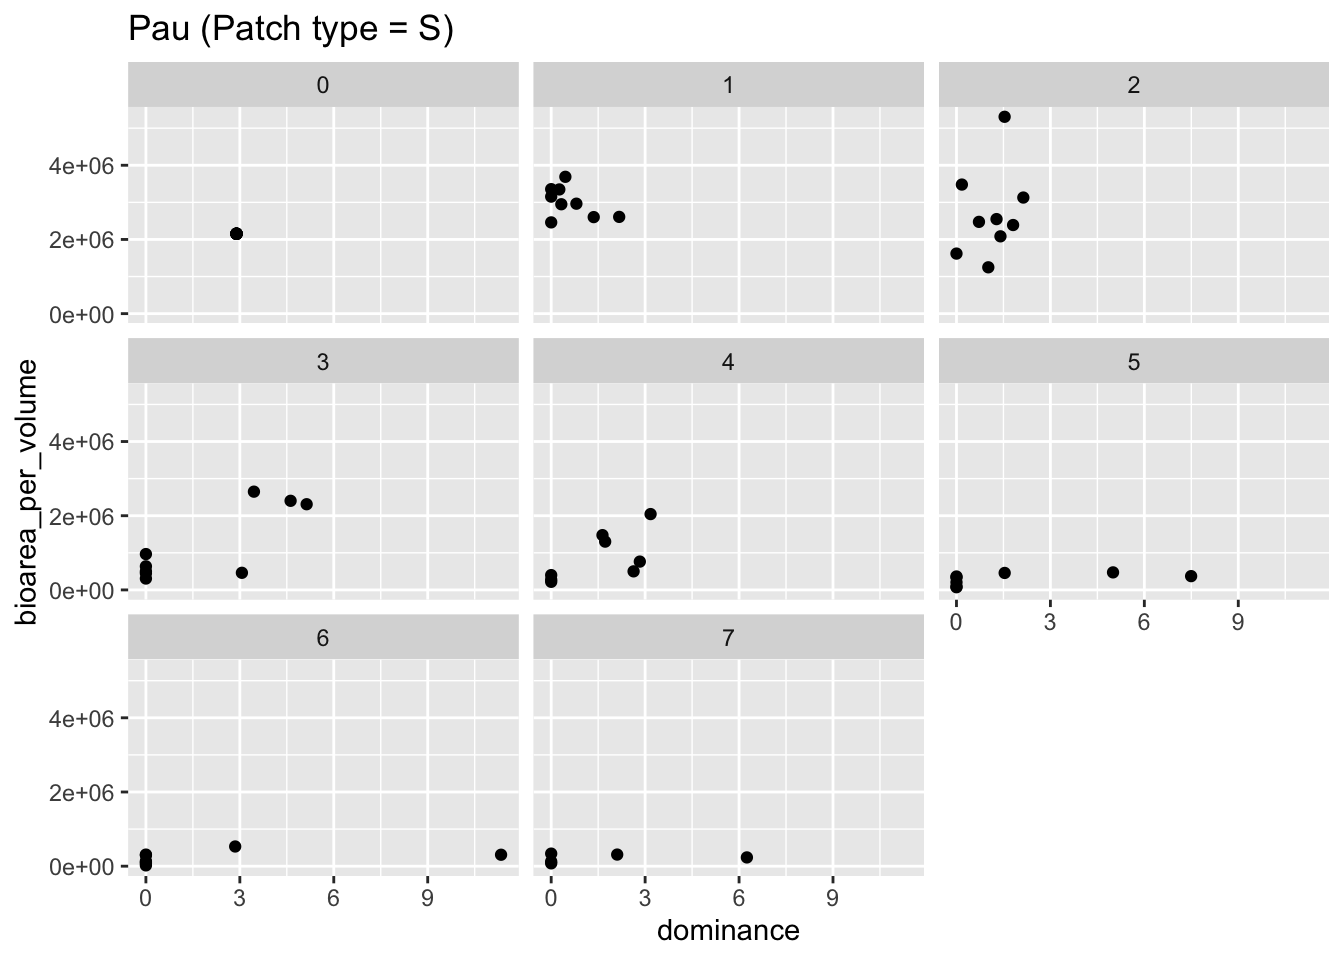 Pau (Patch type = S)
0 1 2
4e+06
2e+06
0e+00
3 4 5
4e+06
2e+06
0e+00
0 3 6 9
6 7
4e+06
2e+06
0e+00
0 3 6 9 0 3 6 9
dominance
bioarea_per_volume